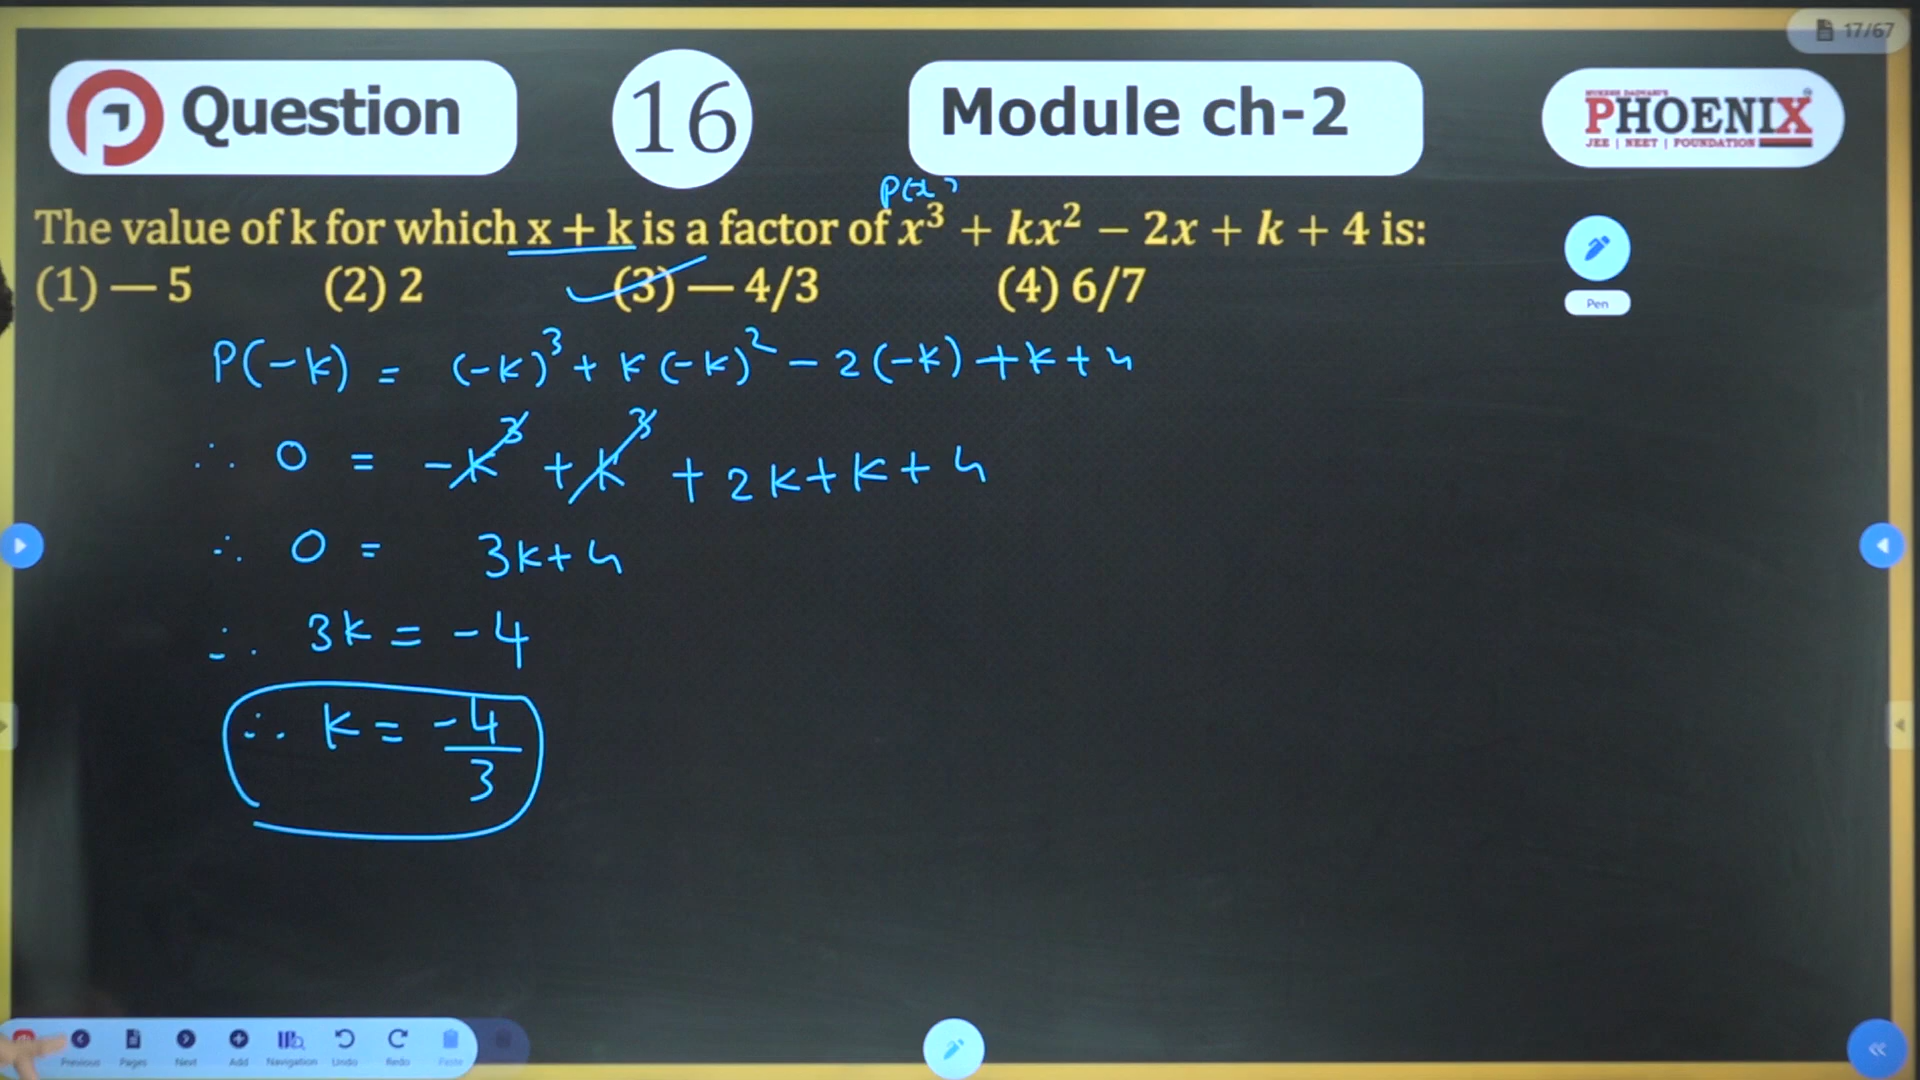 17/67
Question 16 Module ch-2
MUKESH DADVANI'S
PHOENIX
JEE | NEET | FOUNDATION
P(x)
The value of k for which x + k is a factor of x³ + kx² − 2x + k + 4 is:
(1) − 5 (2) 2 (3) − 4/3 (4) 6/7
Pen
P(-k) = (-k)³ + k(-k)² - 2(-k) + k + 4
∴ 0 = -k³ + k³ + 2k + k + 4
∴ 0 = 3k + 4
∴ 3k = -4
∴ k = -4/3
Previous Pages Next Add Navigation Undo Redo Paste